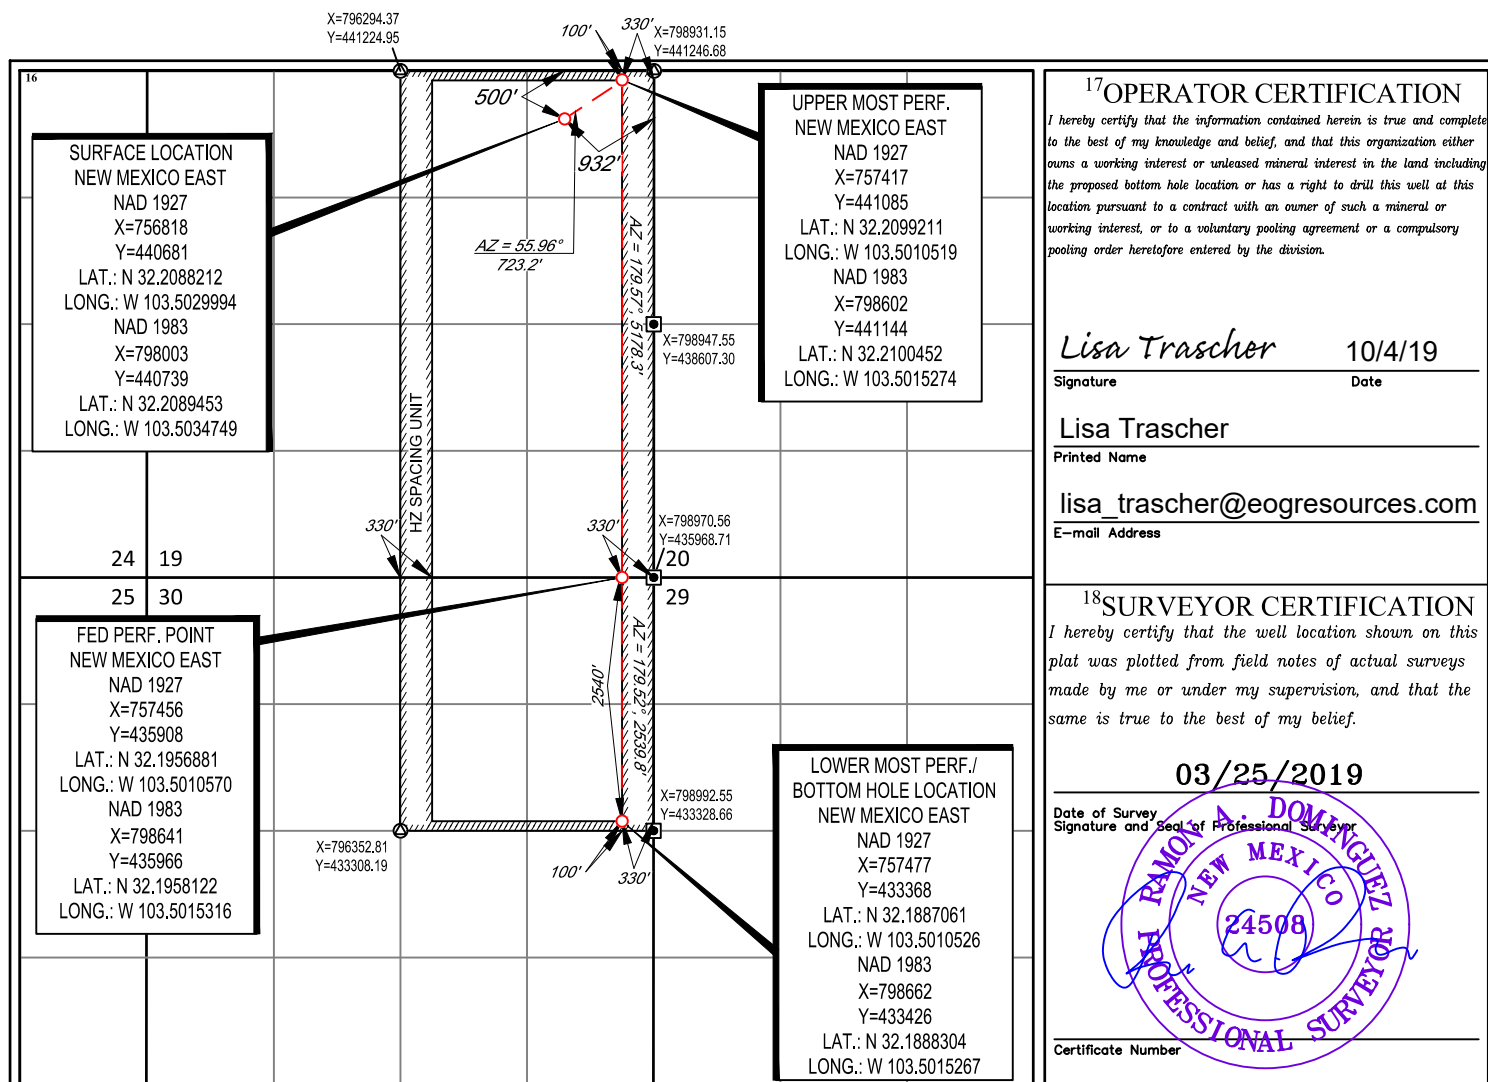 X=796294.37
Y=441224.95
100'
330'
X=798931.15
Y=441246.68
16
500'
932'
SURFACE LOCATION
NEW MEXICO EAST
NAD 1927
X=756818
Y=440681
LAT.: N 32.2088212
LONG.: W 103.5029994
NAD 1983
X=798003
Y=440739
LAT.: N 32.2089453
LONG.: W 103.5034749
UPPER MOST PERF.
NEW MEXICO EAST
NAD 1927
X=757417
Y=441085
LAT.: N 32.2099211
LONG.: W 103.5010519
NAD 1983
X=798602
Y=441144
LAT.: N 32.2100452
LONG.: W 103.5015274
AZ = 55.96°
723.2'
AZ = 179.57°, 5178.3'
X=798947.55
Y=438607.30
HZ SPACING UNIT
330'
330'
X=798970.56
Y=435968.71
24 19
20
25 30
29
FED PERF. POINT
NEW MEXICO EAST
NAD 1927
X=757456
Y=435908
LAT.: N 32.1956881
LONG.: W 103.5010570
NAD 1983
X=798641
Y=435966
LAT.: N 32.1958122
LONG.: W 103.5015316
2540'
AZ = 179.52°, 2539.8'
LOWER MOST PERF./
BOTTOM HOLE LOCATION
NEW MEXICO EAST
NAD 1927
X=757477
Y=433368
LAT.: N 32.1887061
LONG.: W 103.5010526
NAD 1983
X=798662
Y=433426
LAT.: N 32.1888304
LONG.: W 103.5015267
X=798992.55
Y=433328.66
X=796352.81
Y=433308.19
100'
330'
17OPERATOR CERTIFICATION
I hereby certify that the information contained herein is true and complete
to the best of my knowledge and belief, and that this organization either
owns a working interest or unleased mineral interest in the land including
the proposed bottom hole location or has a right to drill this well at this
location pursuant to a contract with an owner of such a mineral or
working interest, or to a voluntary pooling agreement or a compulsory
pooling order heretofore entered by the division.
Lisa Trascher 10/4/19
Signature Date
Lisa Trascher
Printed Name
lisa_trascher@eogresources.com
E-mail Address
18SURVEYOR CERTIFICATION
I hereby certify that the well location shown on this
plat was plotted from field notes of actual surveys
made by me or under my supervision, and that the
same is true to the best of my belief.
03/25/2019
Date of Survey
Signature and Seal of Professional Surveyor
RAMON A. DOMINGUEZ
NEW MEXICO
24508
PROFESSIONAL SURVEYOR
Certificate Number